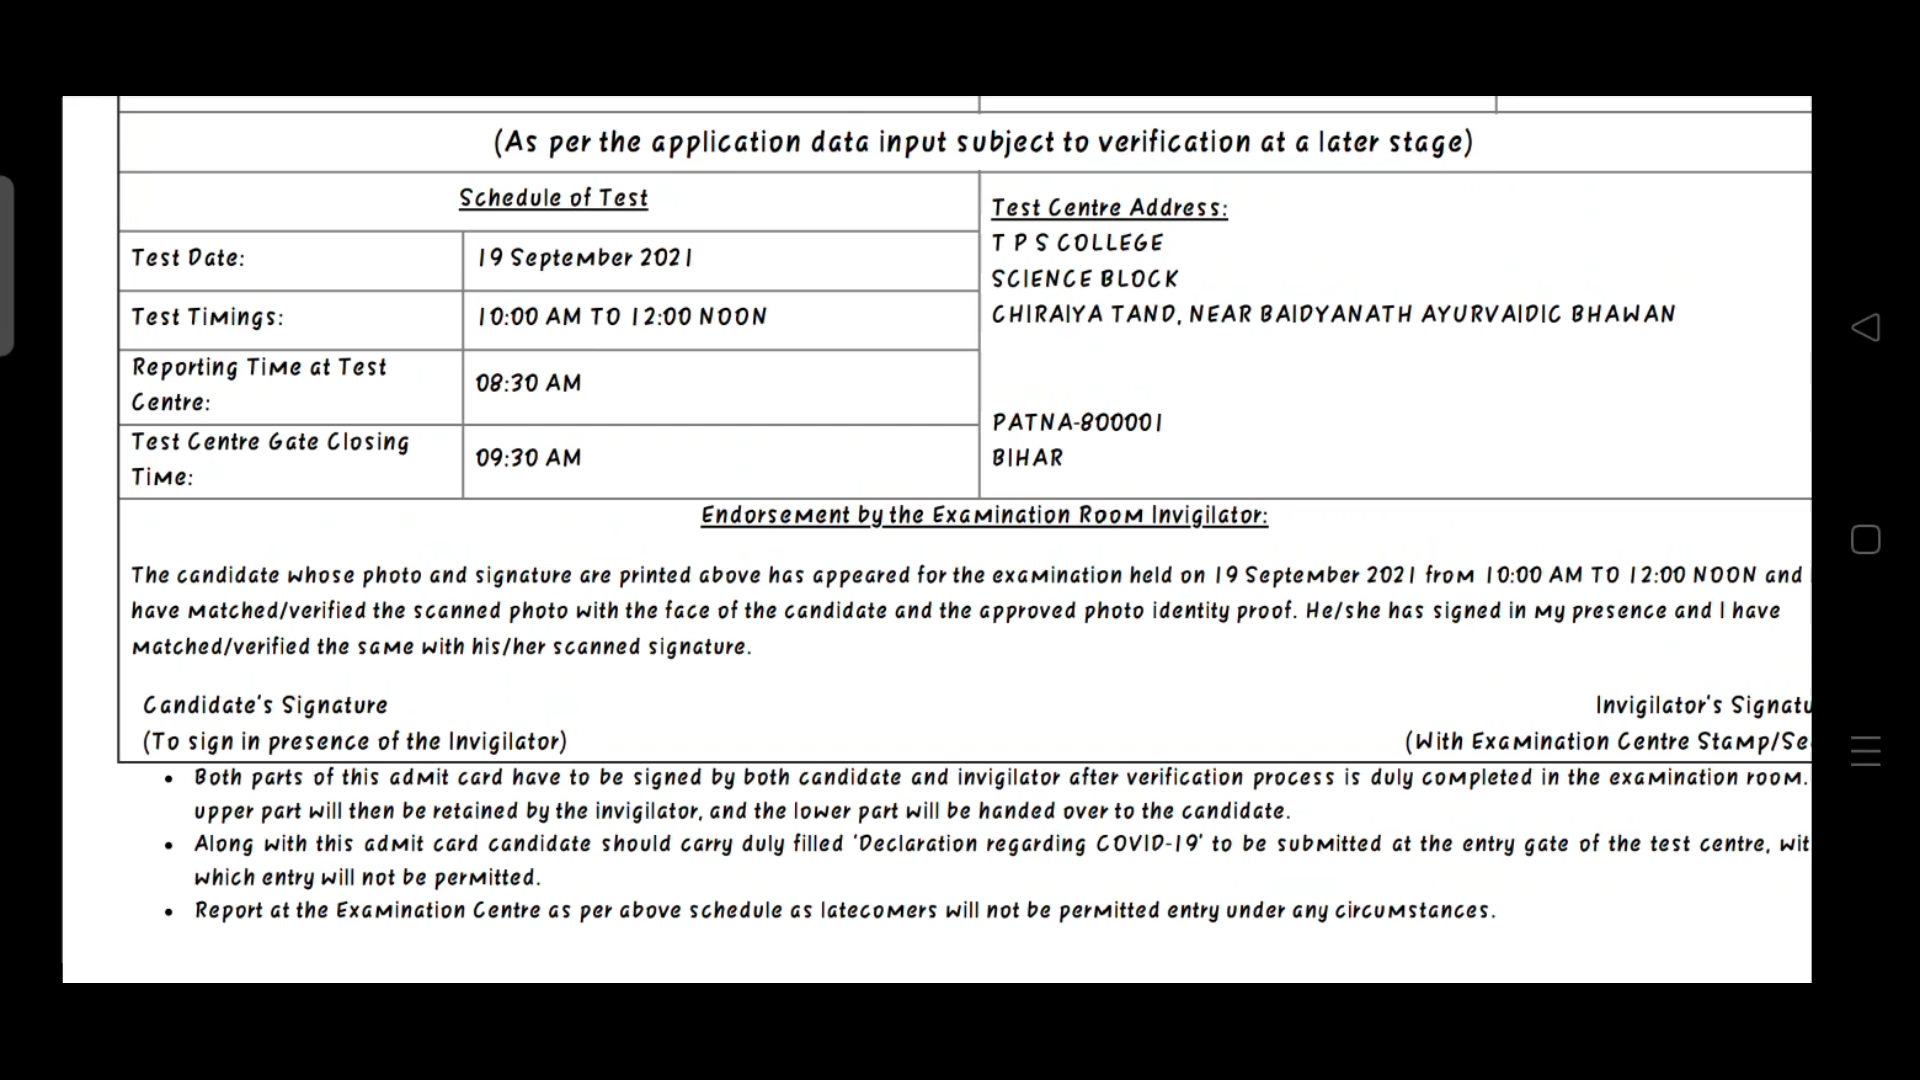 (As per the application data input subject to verification at a later stage)
Schedule of Test
Test Date:
19 September 2021
Test Timings:
10:00 AM TO 12:00 NOON
Reporting Time at Test
Centre:
08:30 AM
Test Centre Gate Closing
Time:
09:30 AM
Test Centre Address:
T P S COLLEGE
SCIENCE BLOCK
CHIRAIYA TAND, NEAR BAIDYANATH AYURVAIDIC BHAWAN
PATNA-800001
BIHAR
Endorsement by the Examination Room Invigilator:
The candidate whose photo and signature are printed above has appeared for the examination held on 19 September 2021 from 10:00 AM TO 12:00 NOON and
have matched/verified the scanned photo with the face of the candidate and the approved photo identity proof. He/she has signed in my presence and I have
matched/verified the same with his/her scanned signature.
Candidate's Signature
(To sign in presence of the Invigilator)
Invigilator's Signatu
(With Examination Centre Stamp/Se
• Both parts of this admit card have to be signed by both candidate and invigilator after verification process is duly completed in the examination room.
upper part will then be retained by the invigilator, and the lower part will be handed over to the candidate.
• Along with this admit card candidate should carry duly filled 'Declaration regarding COVID-19' to be submitted at the entry gate of the test centre, wit
which entry will not be permitted.
• Report at the Examination Centre as per above schedule as latecomers will not be permitted entry under any circumstances.